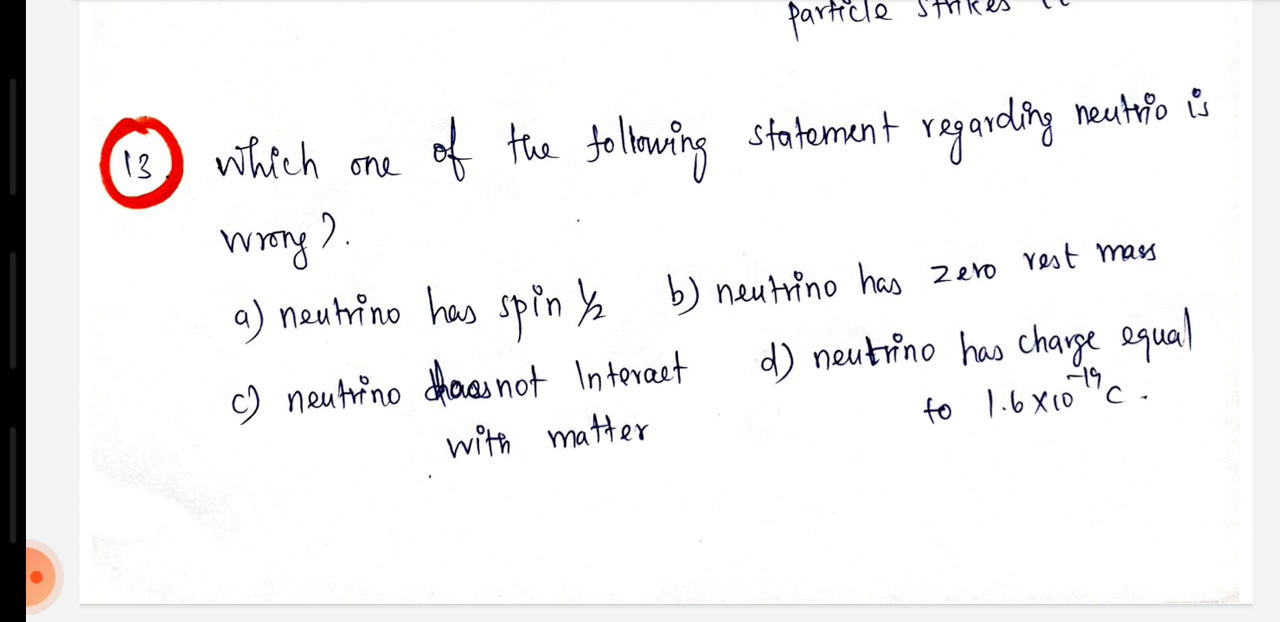 particle strikes
13 which one of the following statement regarding neutrio is
wrong?.
a) neutrino has spin 1/2 b) neutrino has zero rest mass
c) neutrino not Interact d) neutrino has charge equal
with matter to 1.6 x 10⁻¹⁹ C.